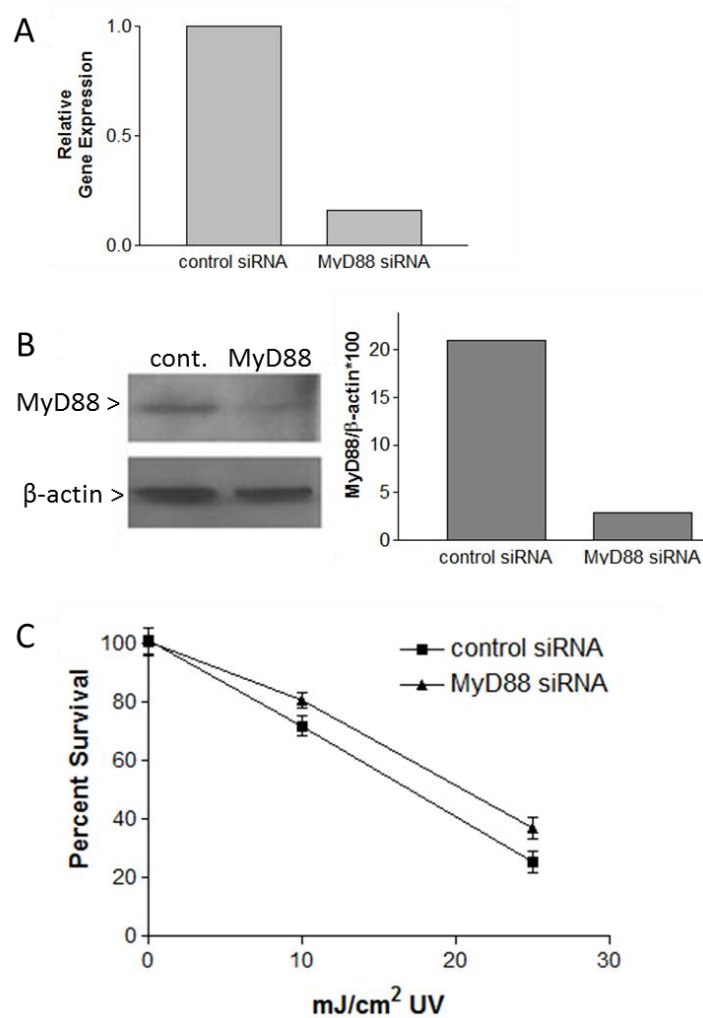 A
Relative
Gene Expression
1.0
0.5
0.0
control siRNA MyD88 siRNA
B
cont. MyD88
MyD88 >
β-actin >
MyD88/β-actin*100
20
15
10
5
0
control siRNA MyD88 siRNA
C
Percent Survival
100
80
60
40
20
0
control siRNA
MyD88 siRNA
0 10 20 30
mJ/cm² UV